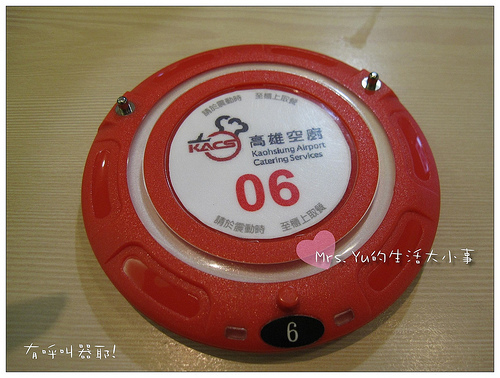 請於震動時 至櫃上取餐
KACS
高雄空廚
Kaohsiung Airport
Catering Services
06
請於震動時 至櫃上取餐
Mrs. Yu的生活大小事
6
有呼叫器耶!